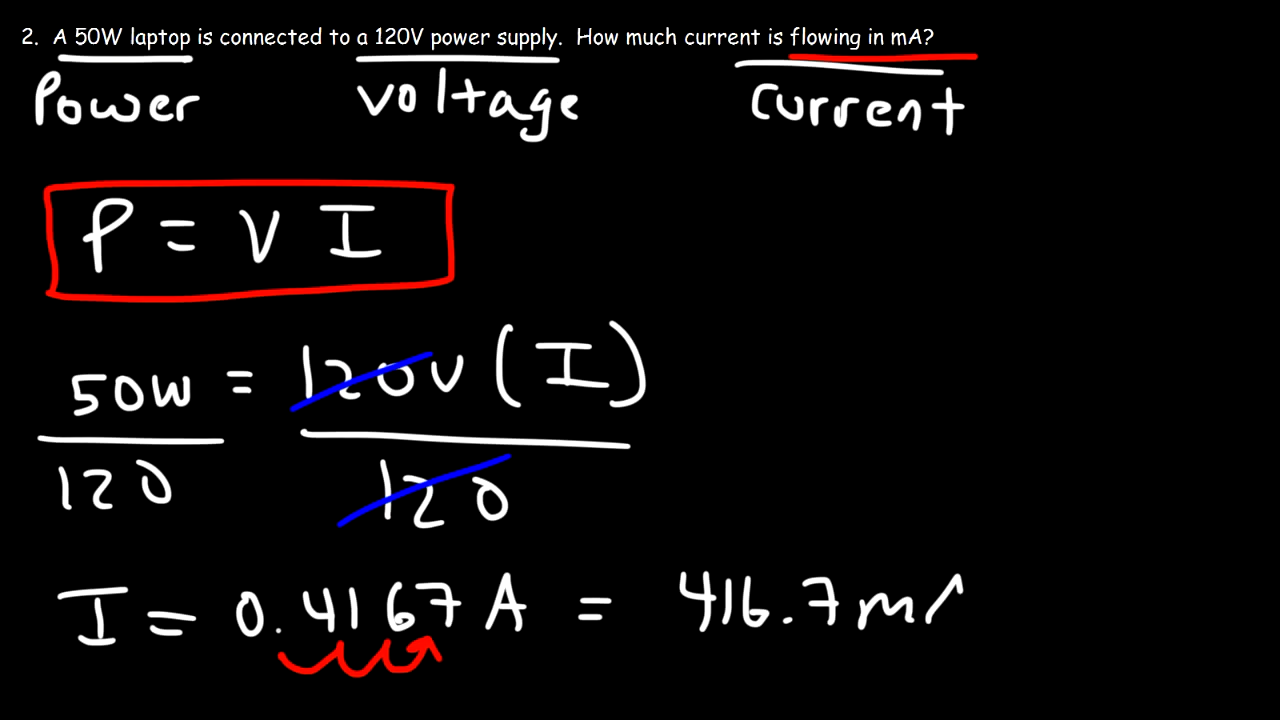 2. A 50W laptop is connected to a 120V power supply. How much current is flowing in mA?
Power voltage current
P = V I
50W = 120V (I)
120 120
I = 0.4167 A = 416.7 m